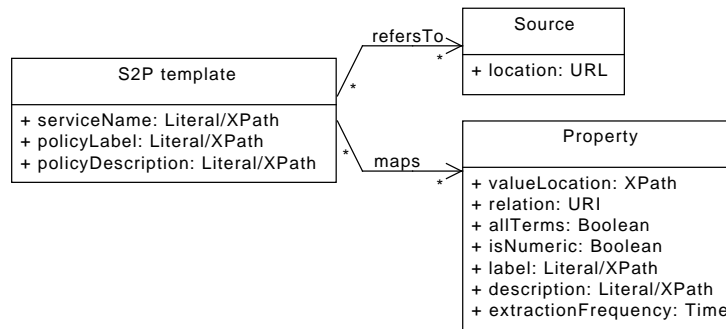 refersTo
Source
+ location: URL
*
*
S2P template
+ serviceName: Literal/XPath
+ policyLabel: Literal/XPath
+ policyDescription: Literal/XPath
*
maps
*
Property
+ valueLocation: XPath
+ relation: URI
+ allTerms: Boolean
+ isNumeric: Boolean
+ label: Literal/XPath
+ description: Literal/XPath
+ extractionFrequency: Time